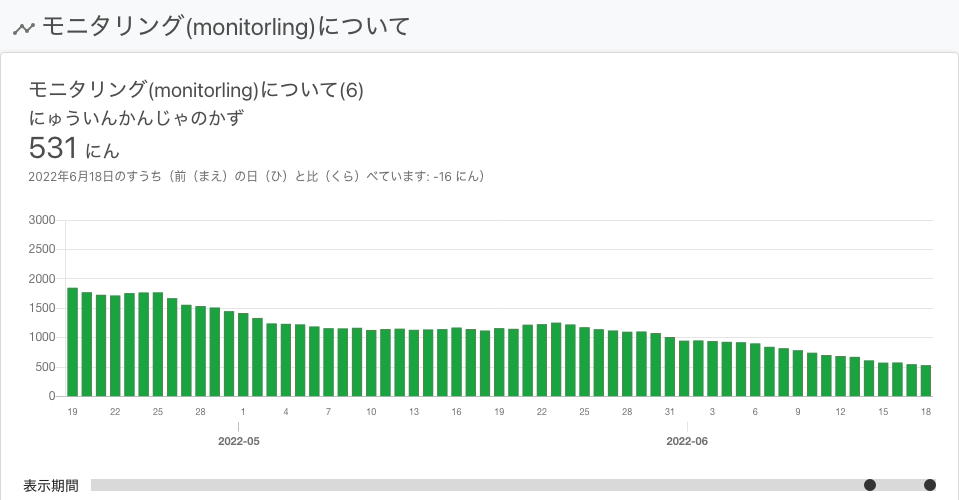 モニタリング(monitorling)について
モニタリング(monitorling)について(6)
にゅういんかんじゃのかず
531 にん
2022年6月18日のすうち（前（まえ）の日（ひ）と比（くら）べています: -16 にん）
3000
2500
2000
1500
1000
500
0
19 22 25 28 1 4 7 10 13 16 19 22 25 28 31 3 6 9 12 15 18
2022-05 2022-06
表示期間